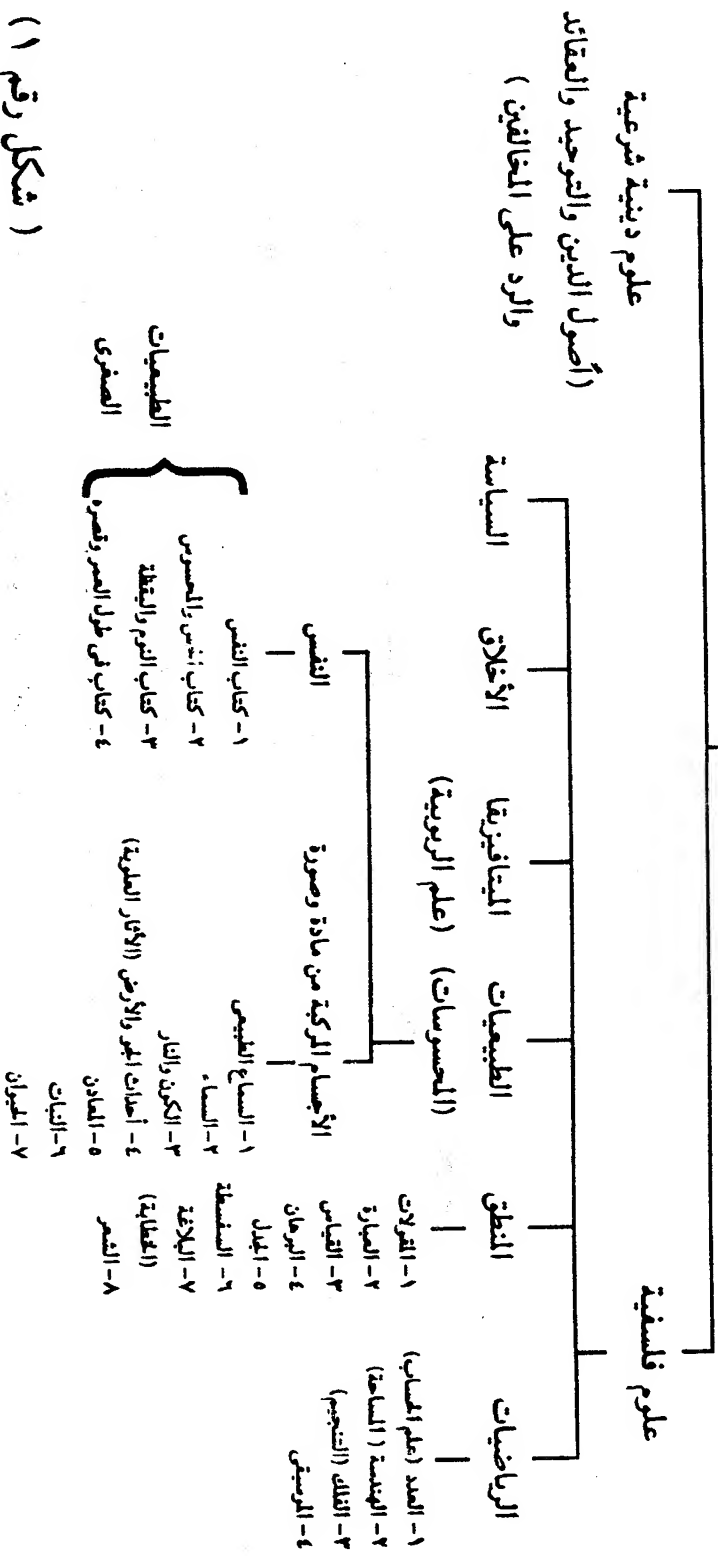 علوم فلسفية
علوم دينية شرعية
(أصول الدين والتوحيد والعقائد
والرد على المخالفين)
الرياضيات
المنطق
الطبيعيات
(المحسوسات)
الميتافيزيقا
(علم الربوبية)
الأخلاق
السياسة
١- العدد (علم الحساب)
٢- الهندسة (المساحة)
٣- الفلك (التنجيم)
٤- الموسيقى
١- المقولات
٢- العبارة
٣- القياس
٤- البرهان
٥- الجدل
٦- السفسطة
٧- البلاغة
(الخطابة)
٨- الشعر
الأجسام المركبة من مادة وصورة
١- السماع الطبيعى
٢- السماء
٣- الكون والنار
٤- أحداث الجو والأرض (الآثار العلوية)
٥- المعادن
٦- النبات
٧- الحيوان
النفس
١- كتاب النفس
٢- كتاب والمحسوس
٣- كتاب النوم واليقظة
٤- كتاب فى طول العمر وقصره
الطبيعيات
الصغرى
(شكل رقم ١)